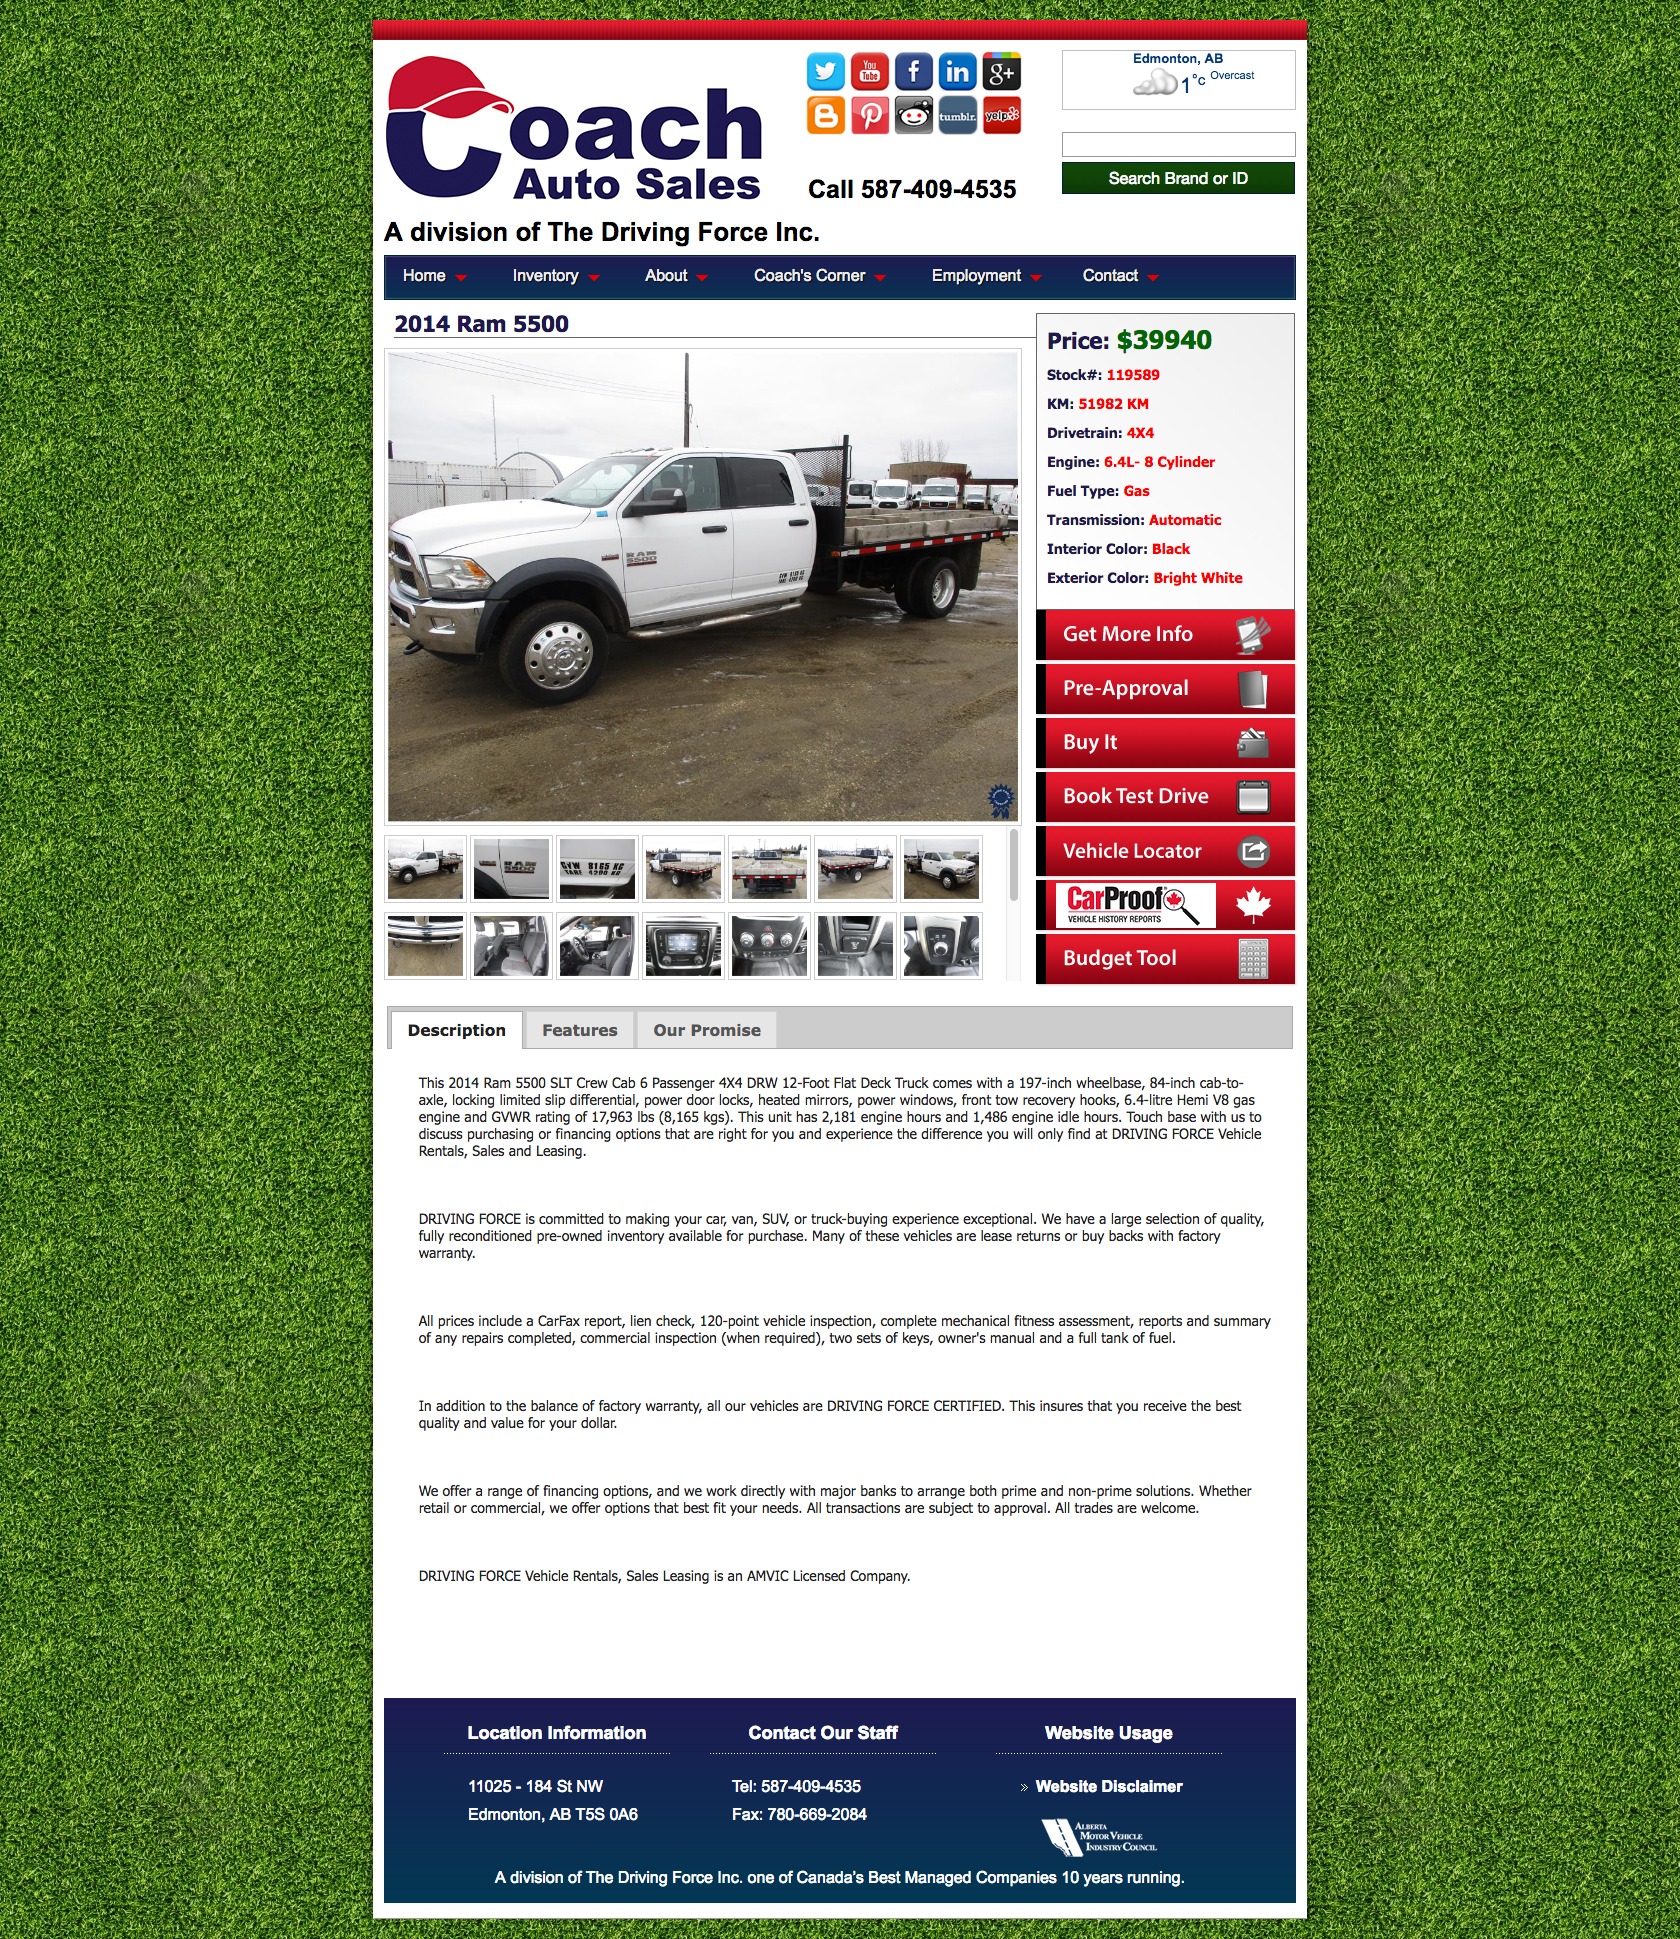 Coach
Auto Sales
A division of The Driving Force Inc.
You
Tube
f
in
g+
tumblr.
yelp
Call 587-409-4535
Edmonton, AB
1°C Overcast
Search Brand or ID
Home
Inventory
About
Coach's Corner
Employment
Contact
2014 Ram 5500
RAM
5500
GVW 8165 KG
TARE 4200 KG
GVW 8165 KG
TARE 4200 KG
Price: $39940
Stock#: 119589
KM: 51982 KM
Drivetrain: 4X4
Engine: 6.4L- 8 Cylinder
Fuel Type: Gas
Transmission: Automatic
Interior Color: Black
Exterior Color: Bright White
Get More Info
Pre-Approval
Buy It
Book Test Drive
Vehicle Locator
CarProof
VEHICLE HISTORY REPORTS
Budget Tool
Description
Features
Our Promise
This 2014 Ram 5500 SLT Crew Cab 6 Passenger 4X4 DRW 12-Foot Flat Deck Truck comes with a 197-inch wheelbase, 84-inch cab-to-
axle, locking limited slip differential, power door locks, heated mirrors, power windows, front tow recovery hooks, 6.4-litre Hemi V8 gas
engine and GVWR rating of 17,963 lbs (8,165 kgs). This unit has 2,181 engine hours and 1,486 engine idle hours. Touch base with us to
discuss purchasing or financing options that are right for you and experience the difference you will only find at DRIVING FORCE Vehicle
Rentals, Sales and Leasing.
DRIVING FORCE is committed to making your car, van, SUV, or truck-buying experience exceptional. We have a large selection of quality,
fully reconditioned pre-owned inventory available for purchase. Many of these vehicles are lease returns or buy backs with factory
warranty.
All prices include a CarFax report, lien check, 120-point vehicle inspection, complete mechanical fitness assessment, reports and summary
of any repairs completed, commercial inspection (when required), two sets of keys, owner's manual and a full tank of fuel.
In addition to the balance of factory warranty, all our vehicles are DRIVING FORCE CERTIFIED. This insures that you receive the best
quality and value for your dollar.
We offer a range of financing options, and we work directly with major banks to arrange both prime and non-prime solutions. Whether
retail or commercial, we offer options that best fit your needs. All transactions are subject to approval. All trades are welcome.
DRIVING FORCE Vehicle Rentals, Sales Leasing is an AMVIC Licensed Company.
Location Information
11025 - 184 St NW
Edmonton, AB T5S 0A6
Contact Our Staff
Tel: 587-409-4535
Fax: 780-669-2084
Website Usage
» Website Disclaimer
ALBERTA
MOTOR VEHICLE
INDUSTRY COUNCIL
A division of The Driving Force Inc. one of Canada's Best Managed Companies 10 years running.